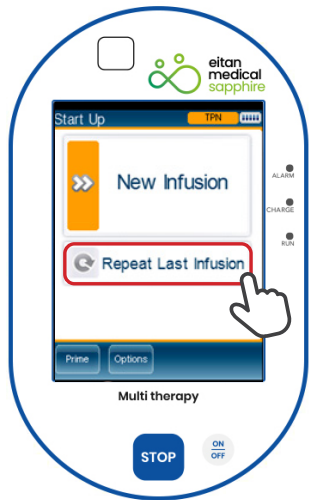 eitan
medical
sapphire
Start Up
TPN
New Infusion
ALARM
CHARGE
RUN
Repeat Last Infusion
Prime
Options
Multi therapy
STOP
ON
OFF